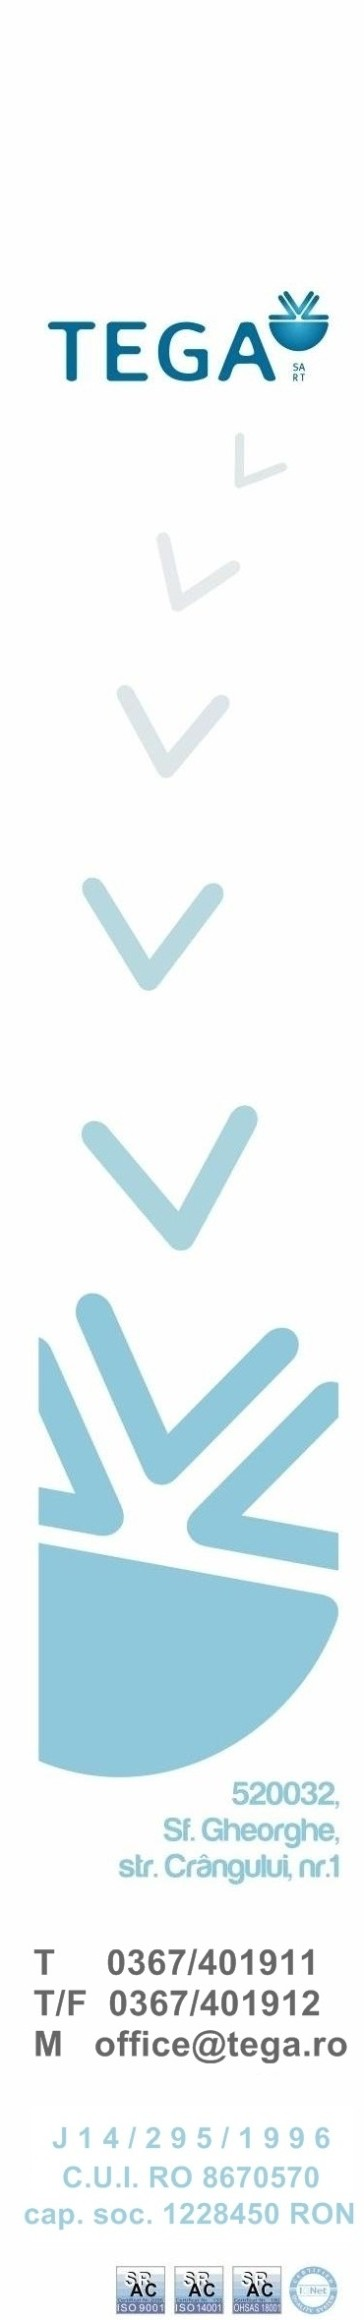 TEGA
SA
RT
520032,
Sf. Gheorghe,
str. Crângului, nr.1
T 0367/401911
T/F 0367/401912
M office@tega.ro
J14/295/1996
C.U.I. RO 8670570
cap. soc. 1228450 RON
SR AC SR AC SR AC
ISO 9001 ISO 14001 OHSAS 18001
CERTIFIED IQNet